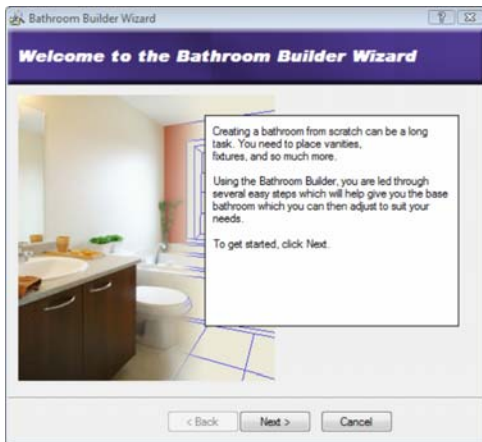 Bathroom Builder Wizard
Welcome to the Bathroom Builder Wizard
Creating a bathroom from scratch can be a long
task. You need to place vanities,
fixtures, and so much more.
Using the Bathroom Builder, you are led through
several easy steps which will help give you the base
bathroom which you can then adjust to suit your
needs.
To get started, click Next.
< Back Next > Cancel